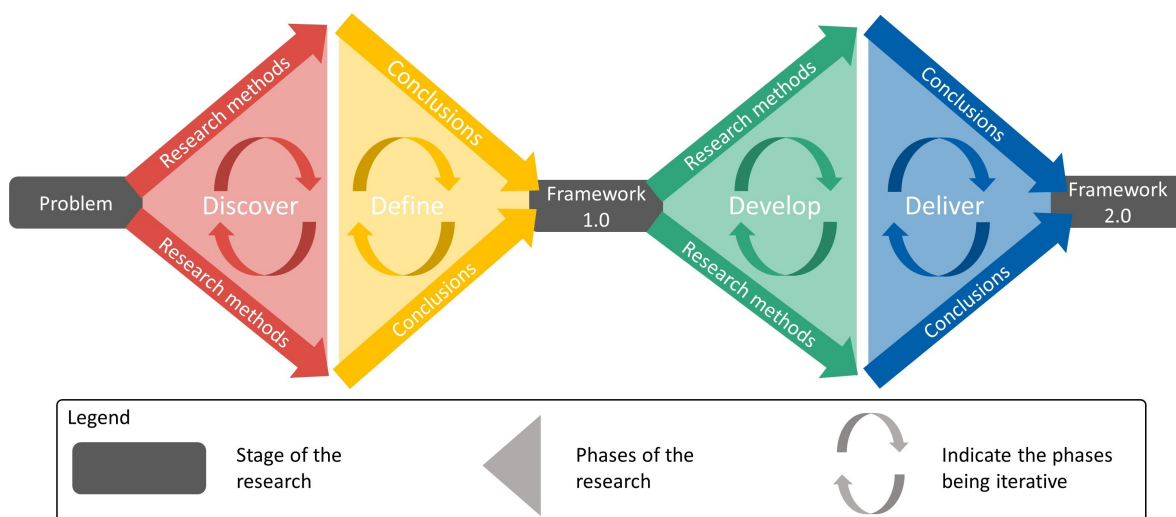 Problem
Research methods
Research methods
Discover
Define
Conclusions
Conclusions
Framework
1.0
Research methods
Research methods
Develop
Deliver
Conclusions
Conclusions
Framework
2.0
Legend
Stage of the
research
Phases of the
research
Indicate the phases
being iterative